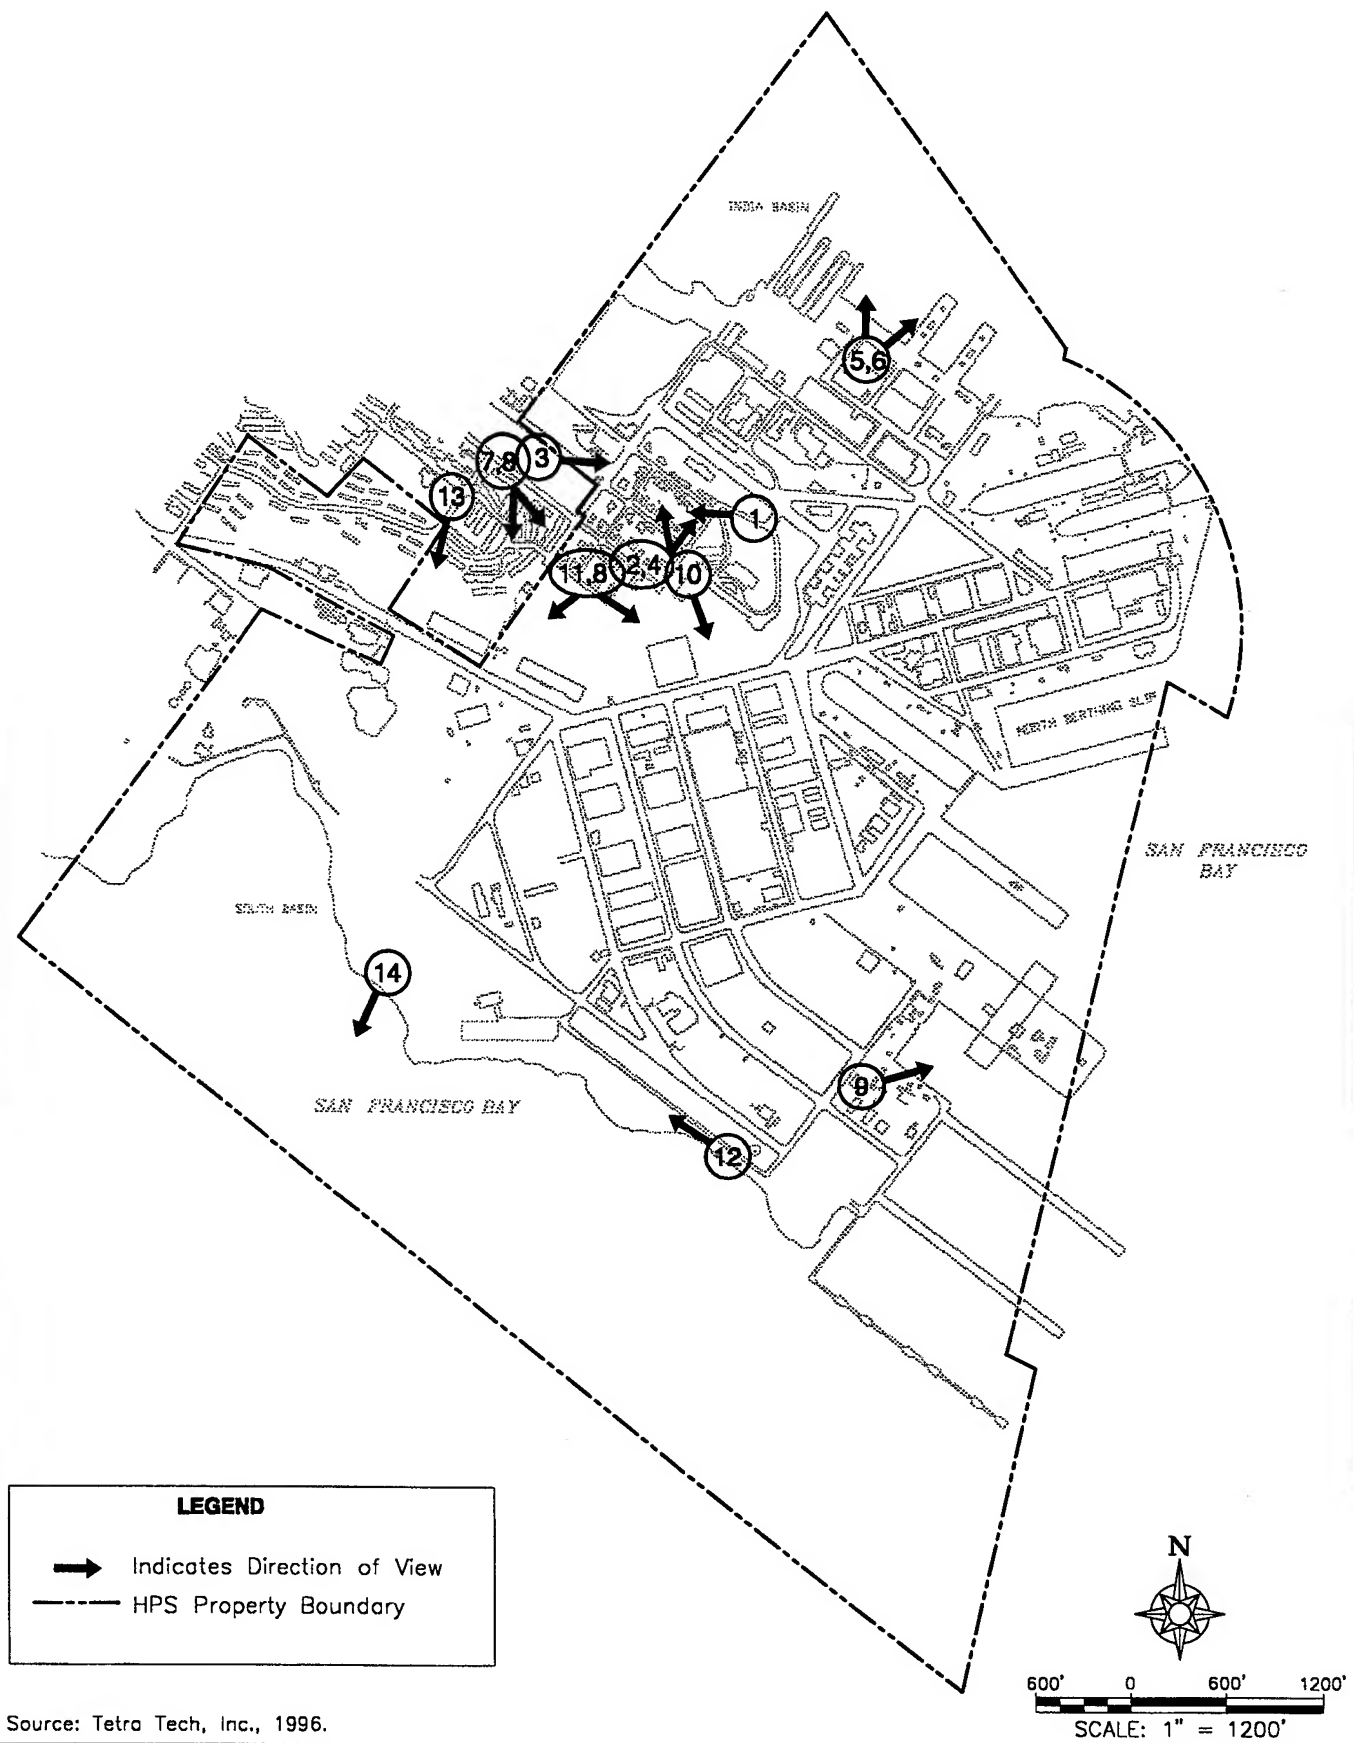 INDIA BASIN
5,6
7,8
3
13
1
11,8
2,4
10
NORTH BERTHING SLIP
SAN FRANCISCO
BAY
SOUTH BASIN
14
9
SAN FRANCISCO BAY
12
LEGEND
Indicates Direction of View
HPS Property Boundary
N
600' 0 600' 1200'
SCALE: 1" = 1200'
Source: Tetra Tech, Inc., 1996.